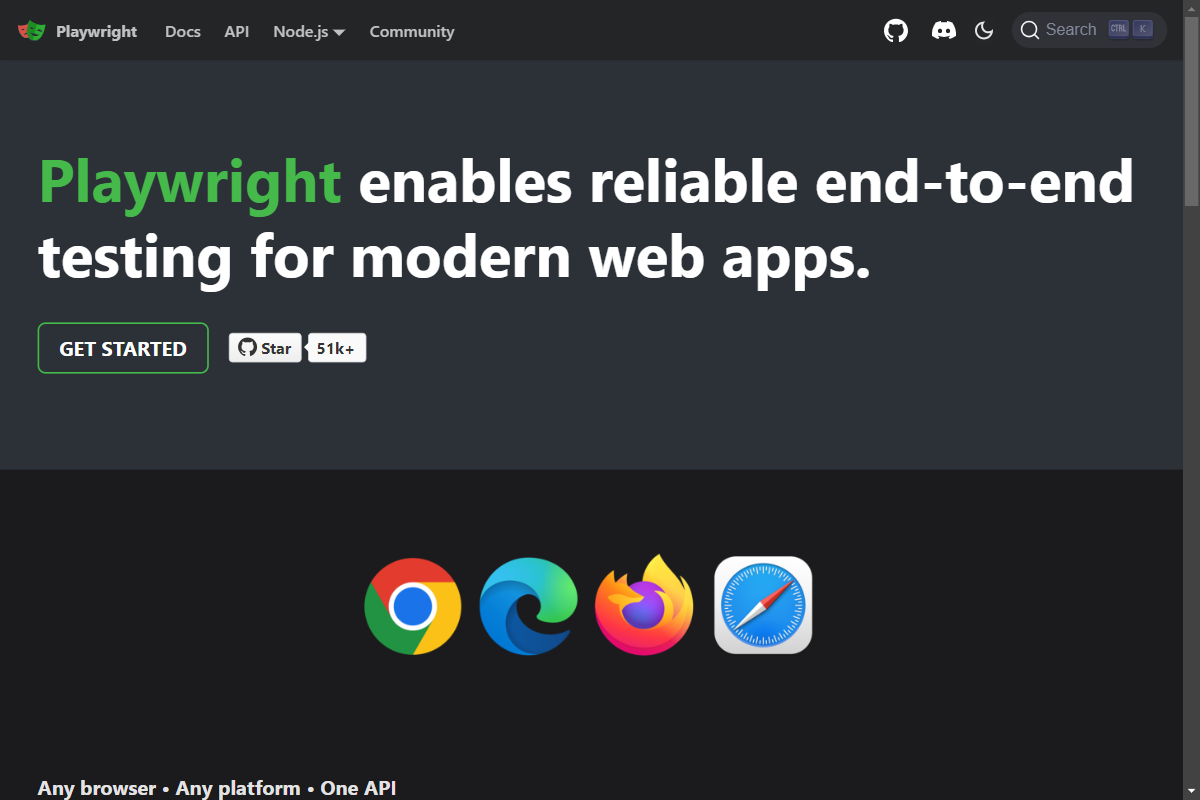 Playwright Docs API Node.js Community Search CTRL K
Playwright enables reliable end-to-end
testing for modern web apps.
GET STARTED Star 51k+
Any browser • Any platform • One API